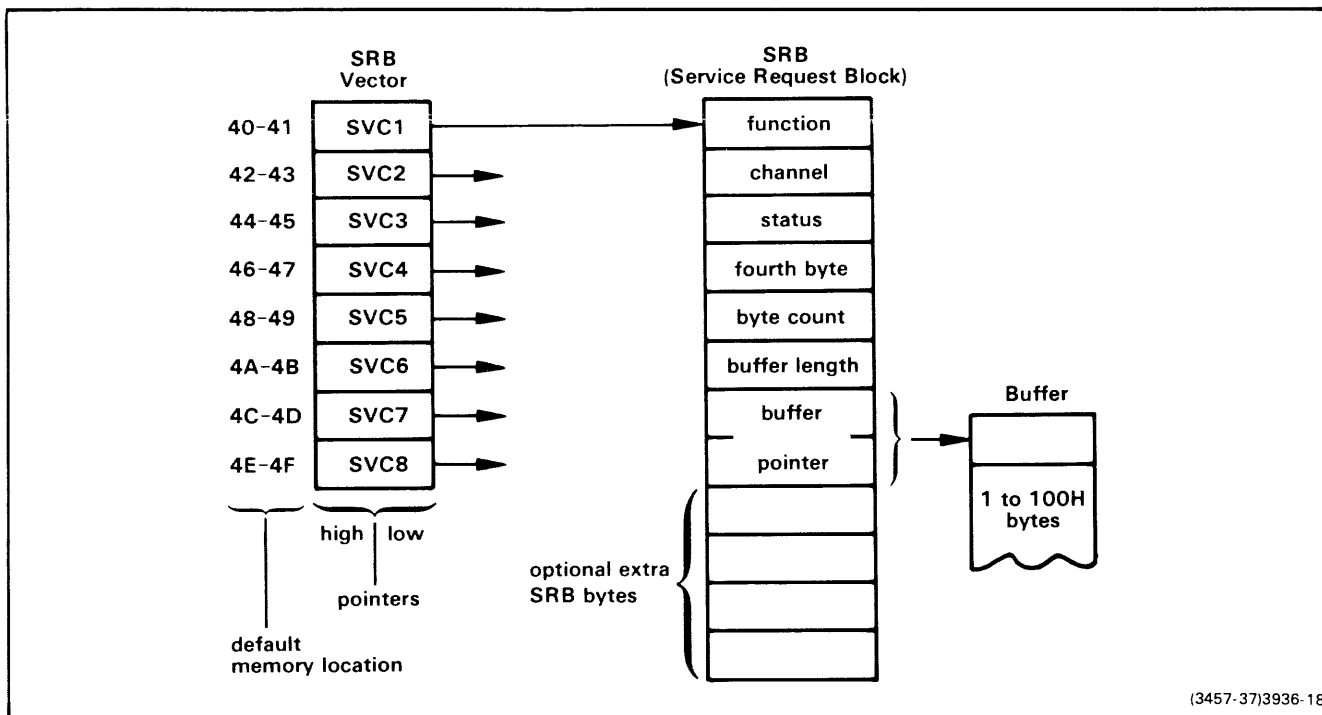 SRB
Vector
SRB
(Service Request Block)
40-41 SVC1 function
42-43 SVC2 channel
44-45 SVC3 status
46-47 SVC4 fourth byte
48-49 SVC5 byte count
4A-4B SVC6 buffer length
4C-4D SVC7 buffer
4E-4F SVC8 pointer
Buffer
1 to 100H
bytes
high low
pointers
default
memory location
optional extra
SRB bytes
(3457-37)3936-18